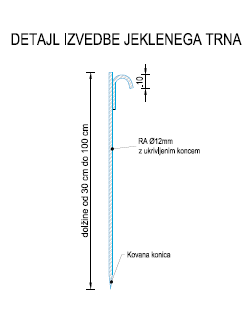 DETAJL IZVEDBE JEKLENEGA TRNA
10
RA Ø12mm
z ukrivljenim koncem
dolžine od 30 cm do 100 cm
Kovana konica